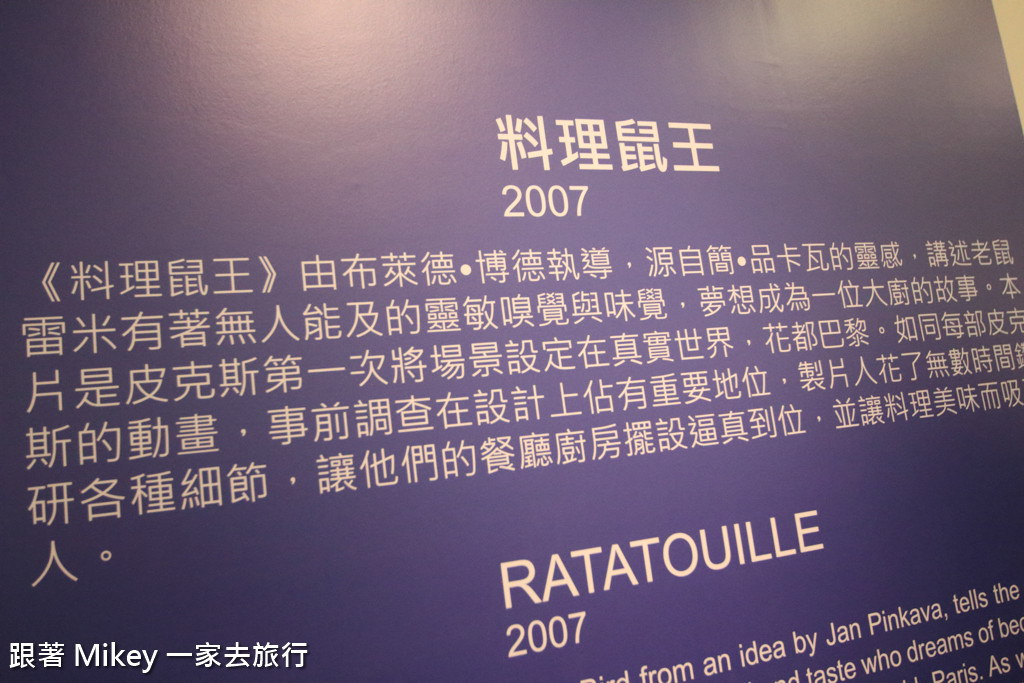 料理鼠王
2007
《料理鼠王》由布萊德•博德執導，源自簡•品卡瓦的靈感，講述老鼠
雷米有著無人能及的靈敏嗅覺與味覺，夢想成為一位大廚的故事。本
片是皮克斯第一次將場景設定在真實世界，花都巴黎。如同每部皮克
斯的動畫，事前調查在設計上佔有重要地位，製片人花了無數時間鑽
研各種細節，讓他們的餐廳廚房擺設逼真到位，並讓料理美味而吸
人。
RATATOUILLE
2007
Bird from an idea by Jan Pinkava, tells the
and taste who dreams of
Paris. As
跟著 Mikey 一家去旅行